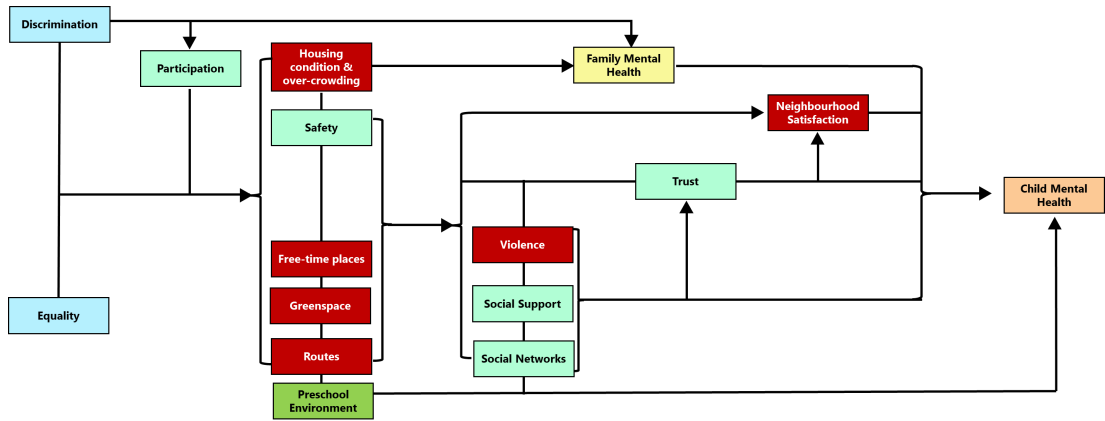 Discrimination
Participation
Housing
condition &
over-crowding
Family Mental
Health
Neighbourhood
Satisfaction
Safety
Trust
Child Mental
Health
Violence
Free-time places
Greenspace
Social Support
Equality
Routes
Social Networks
Preschool
Environment